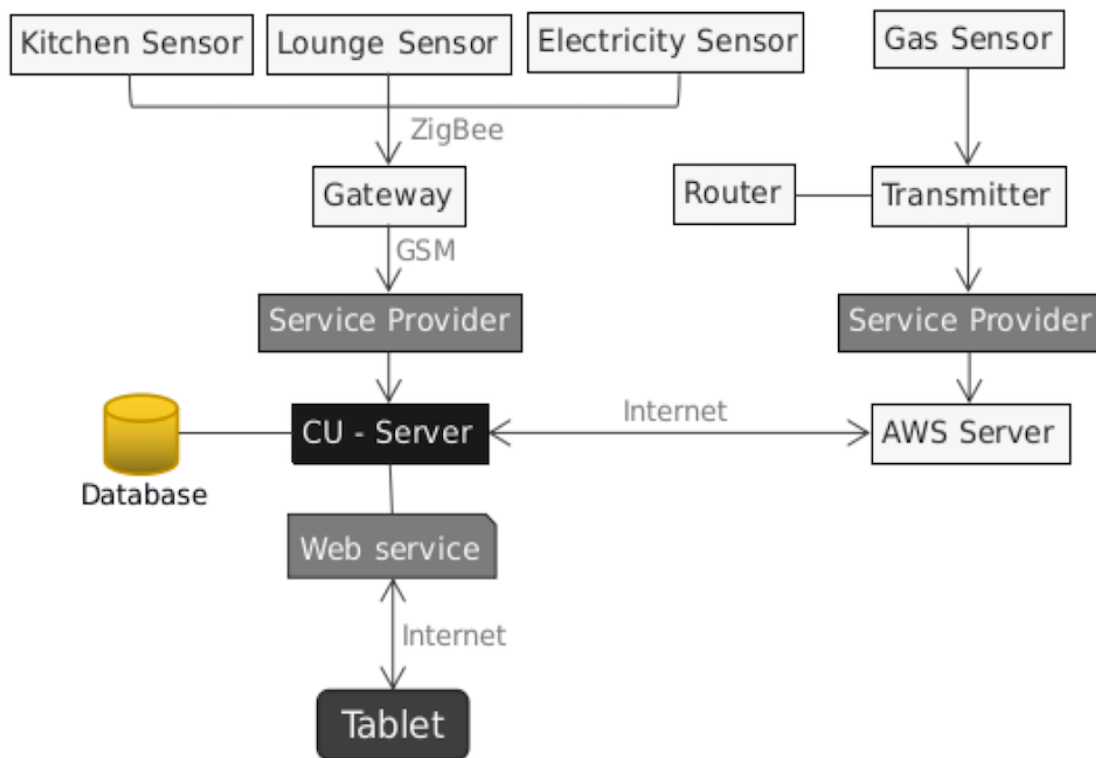 Kitchen Sensor
Lounge Sensor
Electricity Sensor
Gas Sensor
ZigBee
Gateway
Router
Transmitter
GSM
Service Provider
Service Provider
Internet
CU - Server
AWS Server
Database
Web service
Internet
Tablet